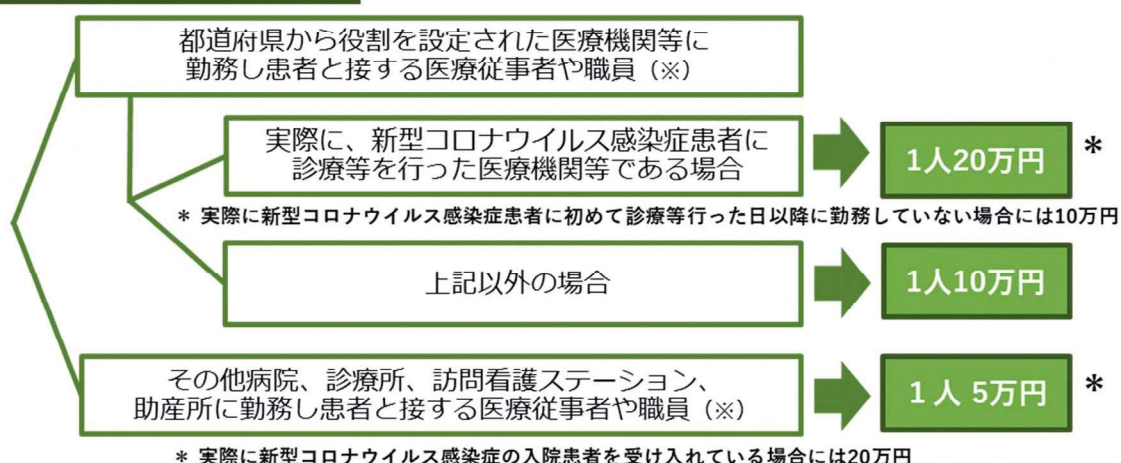 都道府県から役割を設定された医療機関等に
勤務し患者と接する医療従事者や職員（※）
実際に、新型コロナウイルス感染症患者に
診療等を行った医療機関等である場合
1人20万円 *
* 実際に新型コロナウイルス感染症患者に初めて診療等行った日以降に勤務していない場合には10万円
上記以外の場合
1人10万円
その他病院、診療所、訪問看護ステーション、
助産所に勤務し患者と接する医療従事者や職員（※）
1人 5万円 *
* 実際に新型コロナウイルス感染症の入院患者を受け入れている場合には20万円